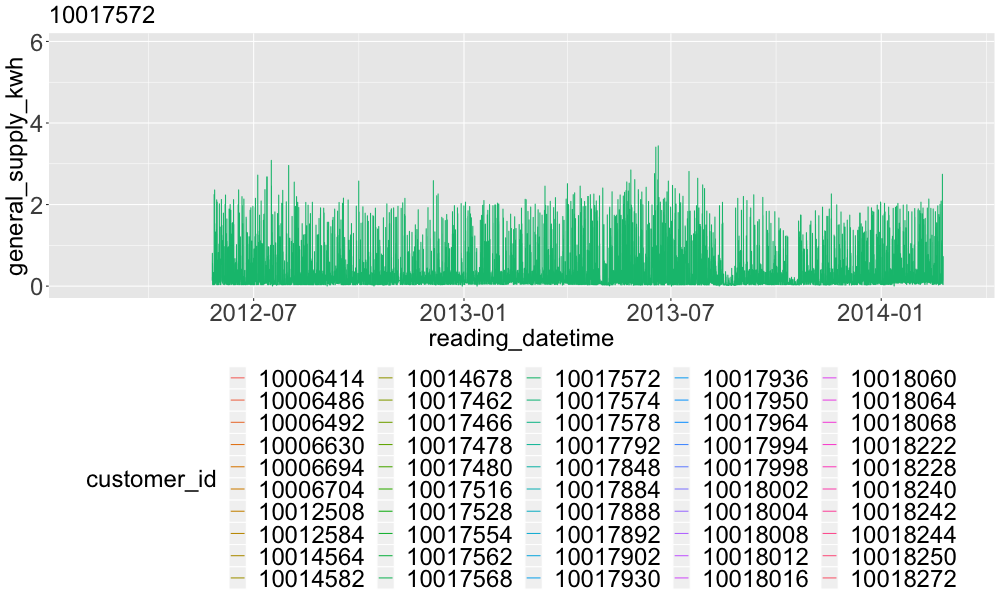 10017572
general_supply_kwh
6
4
2
0
2012-07 2013-01 2013-07 2014-01
reading_datetime
customer_id
10006414 10014678 10017572 10017936 10018060
10006486 10017462 10017574 10017950 10018064
10006492 10017466 10017578 10017964 10018068
10006630 10017478 10017792 10017994 10018222
10006694 10017480 10017848 10017998 10018228
10006704 10017516 10017884 10018002 10018240
10012508 10017528 10017888 10018004 10018242
10012584 10017554 10017892 10018008 10018244
10014564 10017562 10017902 10018012 10018250
10014582 10017568 10017930 10018016 10018272